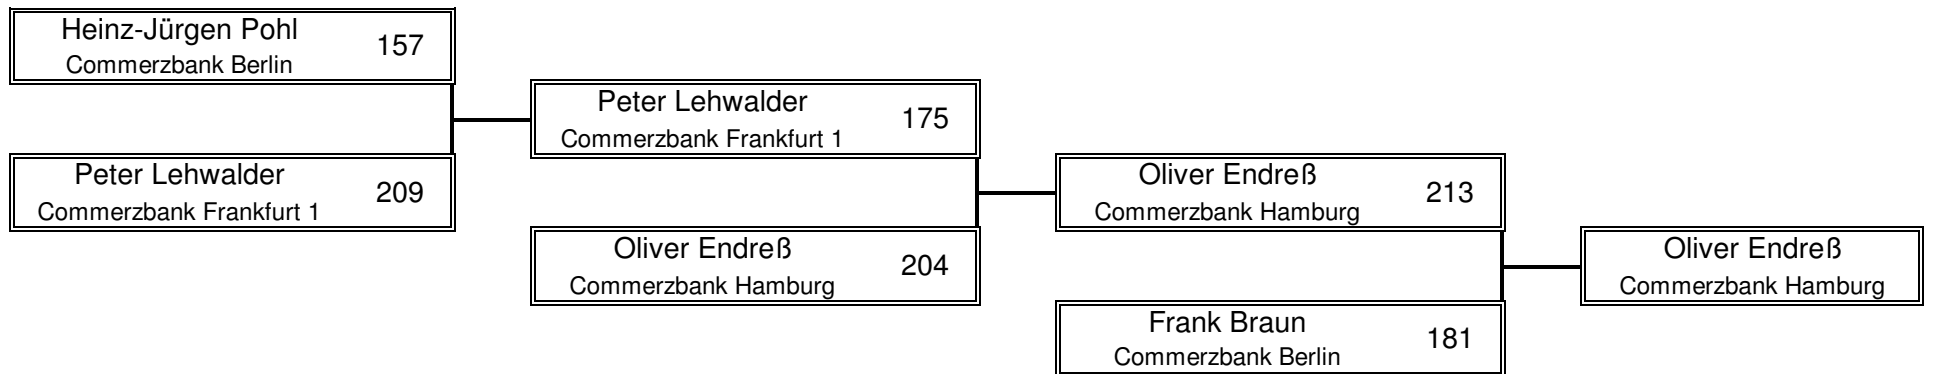 Heinz-Jürgen Pohl
Commerzbank Berlin
157
Peter Lehwalder
Commerzbank Frankfurt 1
209
Peter Lehwalder
Commerzbank Frankfurt 1
175
Oliver Endreß
Commerzbank Hamburg
204
Oliver Endreß
Commerzbank Hamburg
213
Frank Braun
Commerzbank Berlin
181
Oliver Endreß
Commerzbank Hamburg